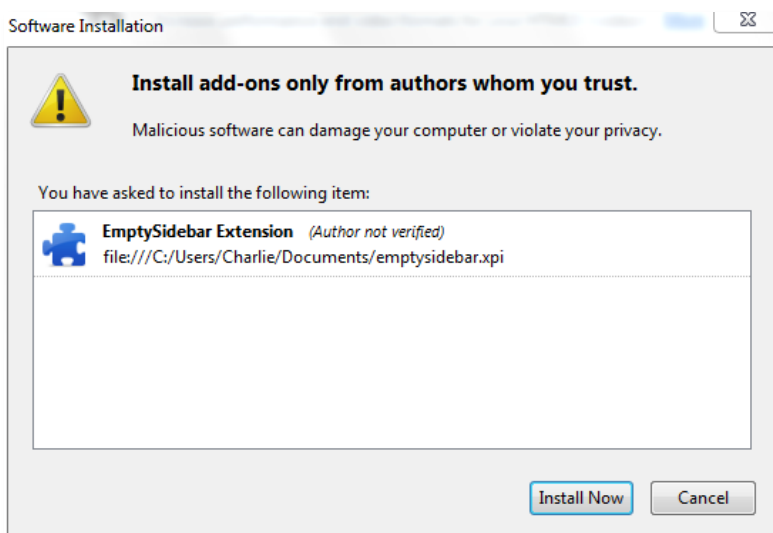 Software Installation
Install add-ons only from authors whom you trust.
Malicious software can damage your computer or violate your privacy.
You have asked to install the following item:
EmptySidebar Extension (Author not verified)
file:///C:/Users/Charlie/Documents/emptysidebar.xpi
Install Now Cancel